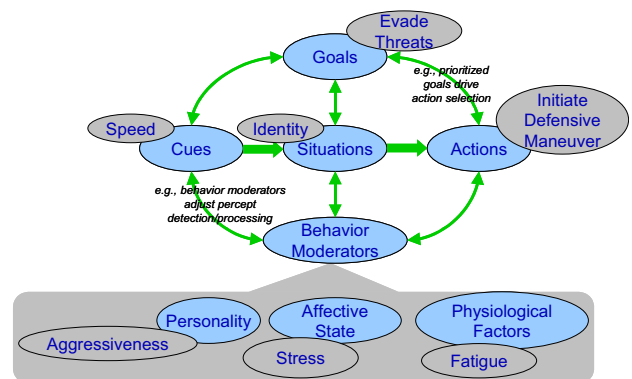 Evade
Threats
Goals
e.g., prioritized
goals drive
action selection
Initiate
Defensive
Maneuver
Speed
Identity
Cues
Situations
Actions
e.g., behavior moderators
adjust percept
detection/processing
Behavior
Moderators
Personality
Affective
State
Physiological
Factors
Aggressiveness
Stress
Fatigue